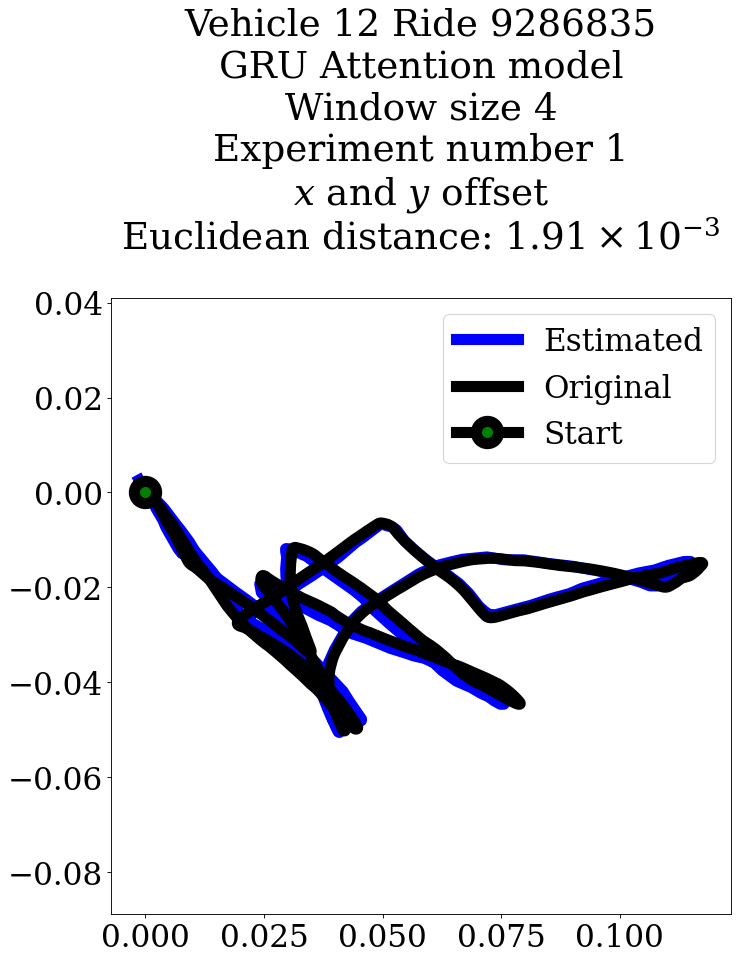 Vehicle 12 Ride 9286835
GRU Attention model
Window size 4
Experiment number 1
x and y offset
Euclidean distance: 1.91 × 10⁻³
Estimated
Original
Start
0.04
0.02
0.00
−0.02
−0.04
−0.06
−0.08
0.000 0.025 0.050 0.075 0.100